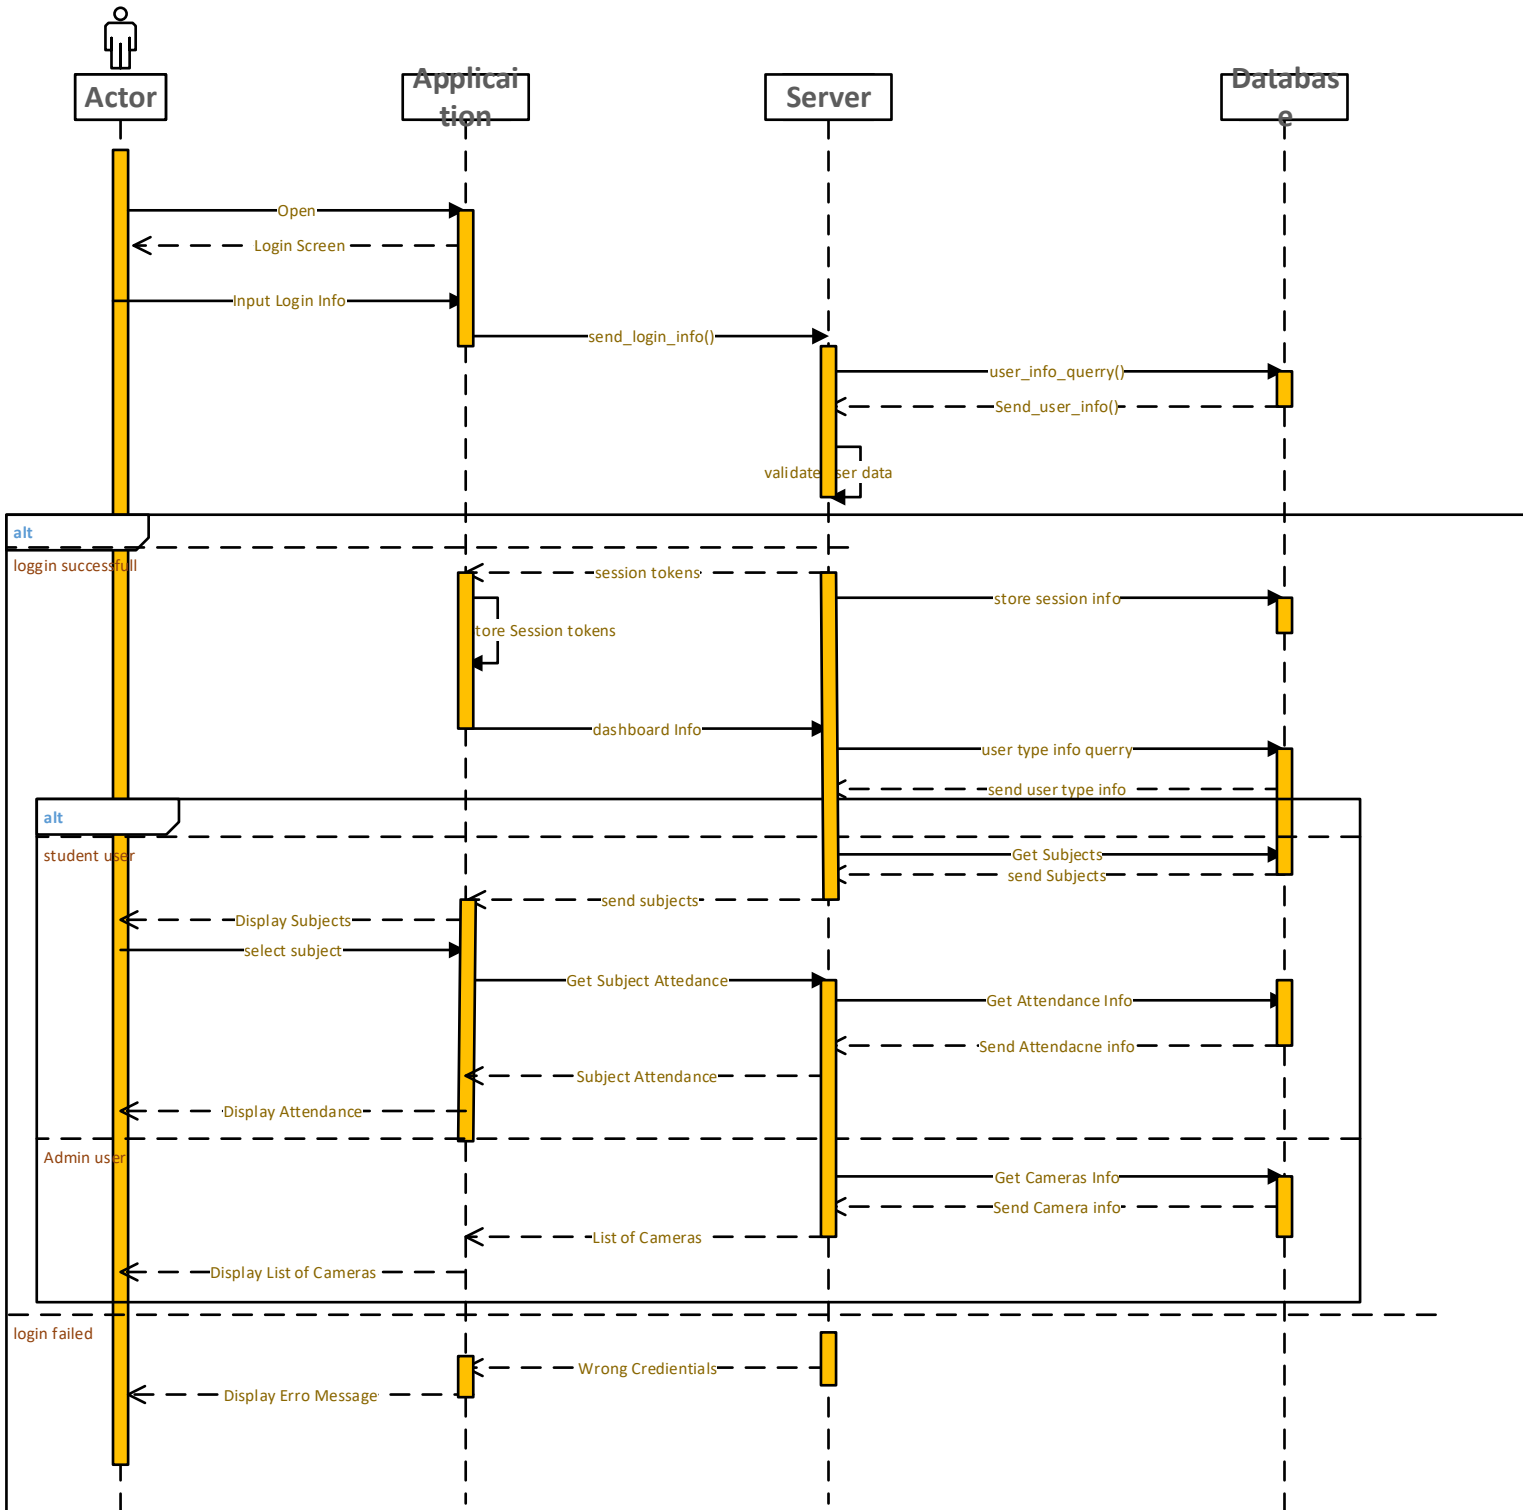 Actor
Applicai
tion
Server
Databas
e
Open
Login Screen
Input Login Info
send_login_info()
user_info_querry()
Send_user_info()
validate ser data
alt
loggin successfull
session tokens
store session info
tore Session tokens
dashboard Info
user type info querry
send user type info
alt
student user
Get Subjects
send Subjects
send subjects
Display Subjects
select subject
Get Subject Attedance
Get Attendance Info
Send Attendacne info
Subject Attendance
Display Attendance
Admin user
Get Cameras Info
Send Camera info
List of Cameras
Display List of Cameras
login failed
Wrong Credientials
Display Erro Message